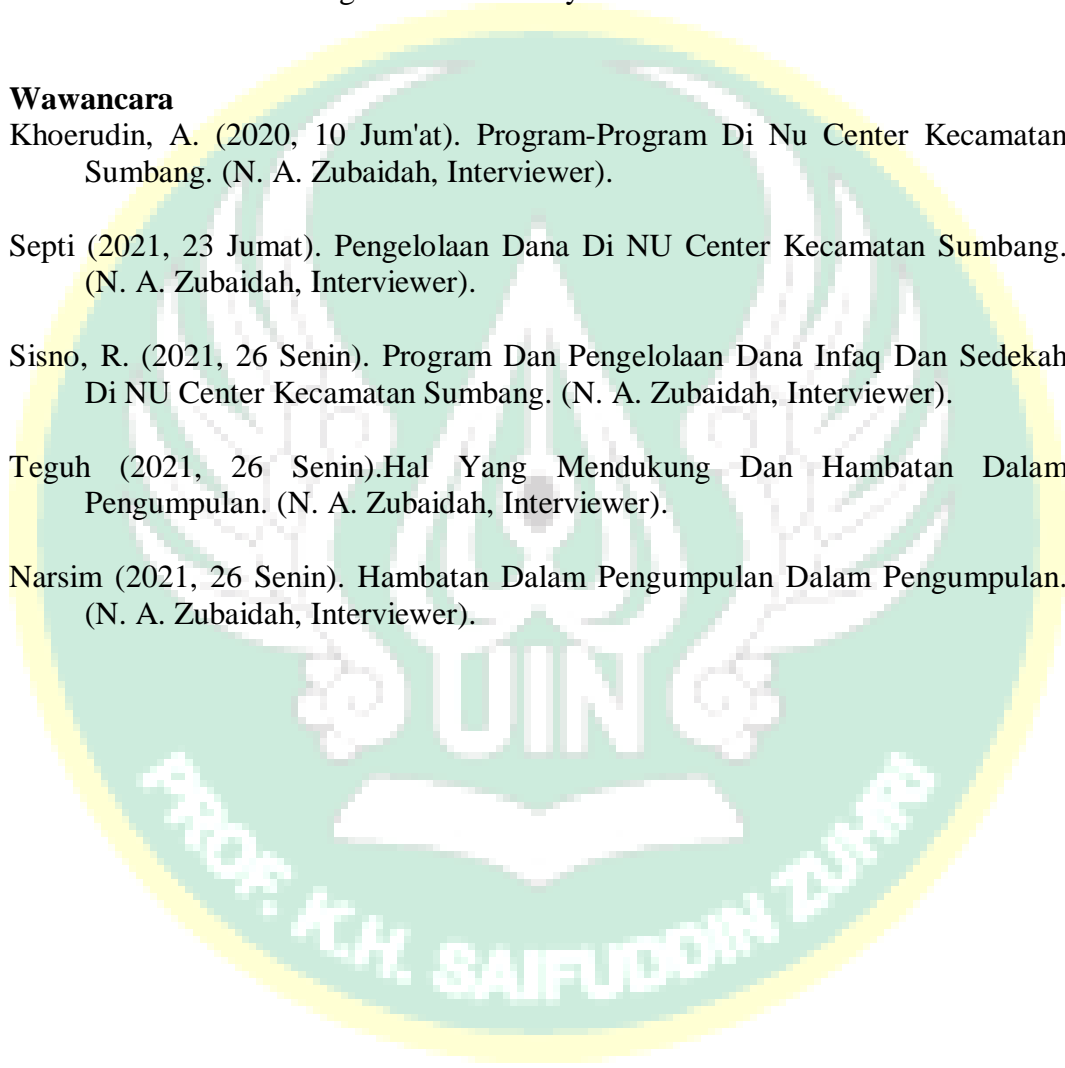 Wawancara
Khoerudin, A. (2020, 10 Jum'at). Program-Program Di Nu Center Kecamatan
Sumbang. (N. A. Zubaidah, Interviewer).
Septi (2021, 23 Jumat). Pengelolaan Dana Di NU Center Kecamatan Sumbang.
(N. A. Zubaidah, Interviewer).
Sisno, R. (2021, 26 Senin). Program Dan Pengelolaan Dana Infaq Dan Sedekah
Di NU Center Kecamatan Sumbang. (N. A. Zubaidah, Interviewer).
Teguh (2021, 26 Senin).Hal Yang Mendukung Dan Hambatan Dalam
Pengumpulan. (N. A. Zubaidah, Interviewer).
Narsim (2021, 26 Senin). Hambatan Dalam Pengumpulan Dalam Pengumpulan.
(N. A. Zubaidah, Interviewer).
UIN
PROF. K.H. SAIFUDDIN ZUHRI